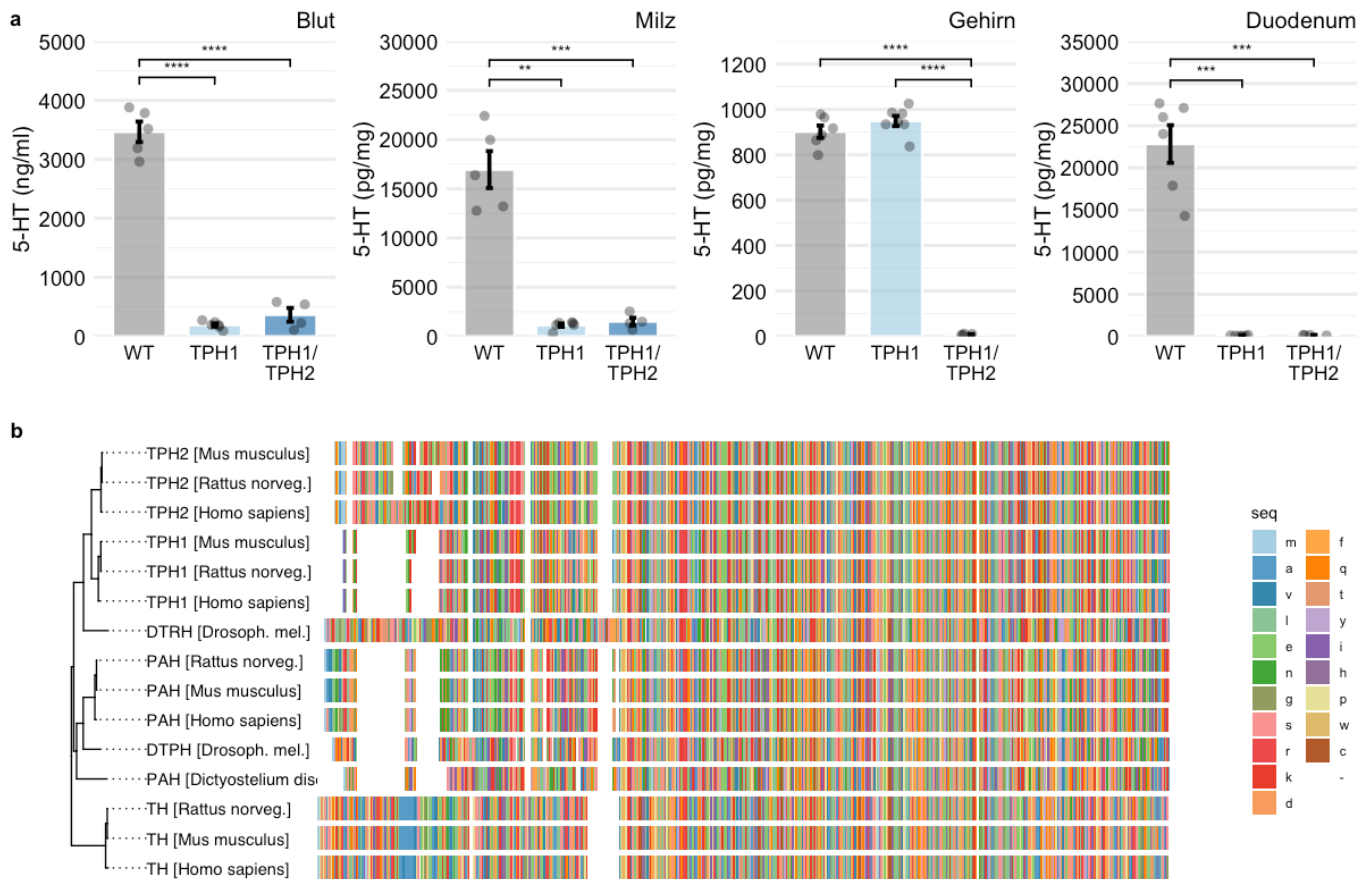 a
Blut
5-HT (ng/ml)
5000
4000
3000
2000
1000
0
****
****
WT
TPH1
TPH1/
TPH2
Milz
5-HT (pg/mg)
30000
25000
20000
15000
10000
5000
0
***
**
WT
TPH1
TPH1/
TPH2
Gehirn
5-HT (pg/mg)
1200
1000
800
600
400
200
0
****
****
WT
TPH1
TPH1/
TPH2
Duodenum
5-HT (pg/mg)
35000
30000
25000
20000
15000
10000
5000
0
***
***
WT
TPH1
TPH1/
TPH2
b
TPH2 [Mus musculus]
TPH2 [Rattus norveg.]
TPH2 [Homo sapiens]
TPH1 [Mus musculus]
TPH1 [Rattus norveg.]
TPH1 [Homo sapiens]
DTRH [Drosoph. mel.]
PAH [Rattus norveg.]
PAH [Mus musculus]
PAH [Homo sapiens]
DTPH [Drosoph. mel.]
PAH [Dictyostelium disc
TH [Rattus norveg.]
TH [Mus musculus]
TH [Homo sapiens]
seq
m f
a q
v t
l y
e i
n h
g p
s w
r c
k -
d